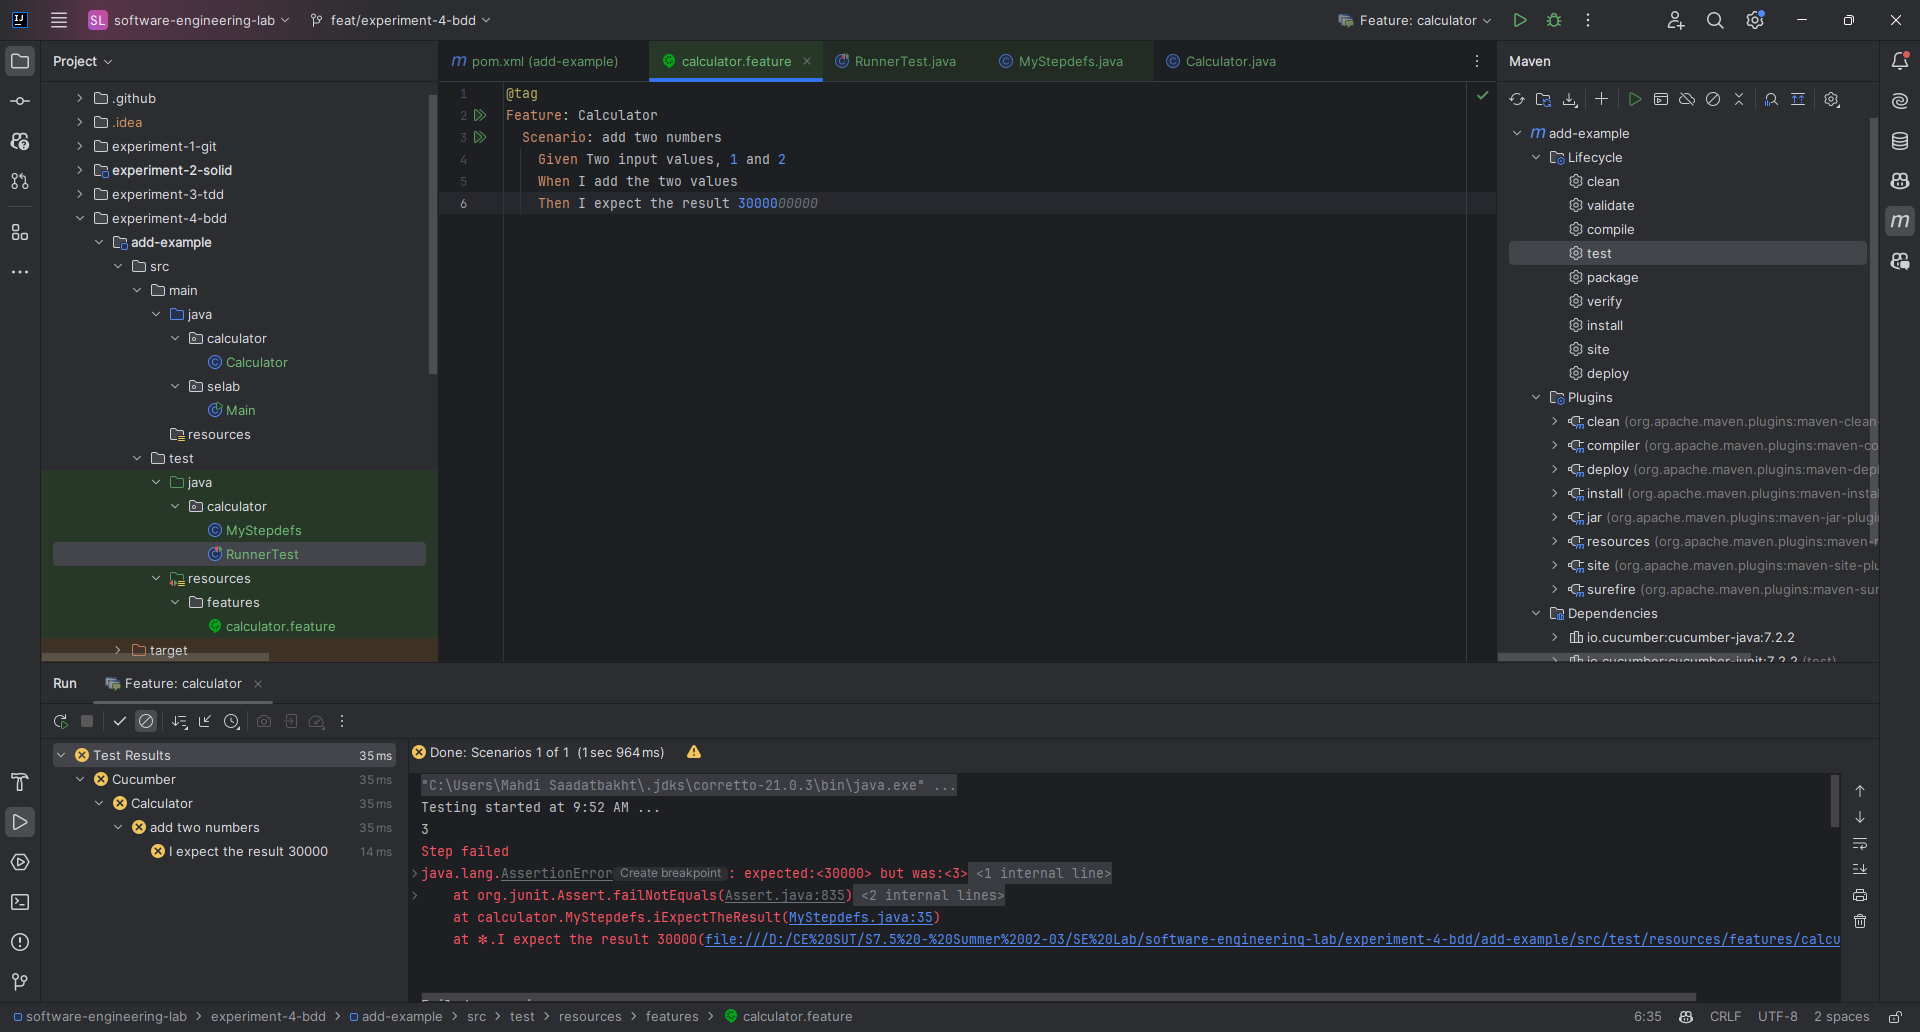 SL software-engineering-lab feat/experiment-4-bdd Feature: calculator
Project
.github
.idea
experiment-1-git
experiment-2-solid
experiment-3-tdd
experiment-4-bdd
add-example
src
main
java
calculator
Calculator
selab
Main
resources
test
java
calculator
MyStepdefs
RunnerTest
resources
features
calculator.feature
target
pom.xml (add-example) calculator.feature RunnerTest.java MyStepdefs.java Calculator.java
1 @tag
2 Feature: Calculator
3 Scenario: add two numbers
4 Given Two input values, 1 and 2
5 When I add the two values
6 Then I expect the result 3000000000
Maven
add-example
Lifecycle
clean
validate
compile
test
package
verify
install
site
deploy
Plugins
clean (org.apache.maven.plugins:maven-clean-
compiler (org.apache.maven.plugins:maven-co
deploy (org.apache.maven.plugins:maven-depl
install (org.apache.maven.plugins:maven-instal
jar (org.apache.maven.plugins:maven-jar-plugi
resources (org.apache.maven.plugins:maven-r
site (org.apache.maven.plugins:maven-site-plu
surefire (org.apache.maven.plugins:maven-sur
Dependencies
io.cucumber:cucumber-java:7.2.2
io.cucumber:cucumber-junit:7.2.2 (test)
Run Feature: calculator
Test Results 35 ms
Cucumber 35 ms
Calculator 35 ms
add two numbers 35 ms
I expect the result 30000 14 ms
Done: Scenarios 1 of 1 (1 sec 964 ms)
"C:\Users\Mahdi Saadatbakht\.jdks\corretto-21.0.3\bin\java.exe" ...
Testing started at 9:52 AM ...
3
Step failed
java.lang.AssertionError Create breakpoint : expected:<30000> but was:<3> <1 internal line>
at org.junit.Assert.failNotEquals(Assert.java:835) <2 internal lines>
at calculator.MyStepdefs.iExpectTheResult(MyStepdefs.java:35)
at ✽.I expect the result 30000(file:///D:/CE%20SUT/S7.5%20-%20Summer%2002-03/SE%20Lab/software-engineering-lab/experiment-4-bdd/add-example/src/test/resources/features/calcu
software-engineering-lab > experiment-4-bdd > add-example > src > test > resources > features > calculator.feature
6:35 CRLF UTF-8 2 spaces